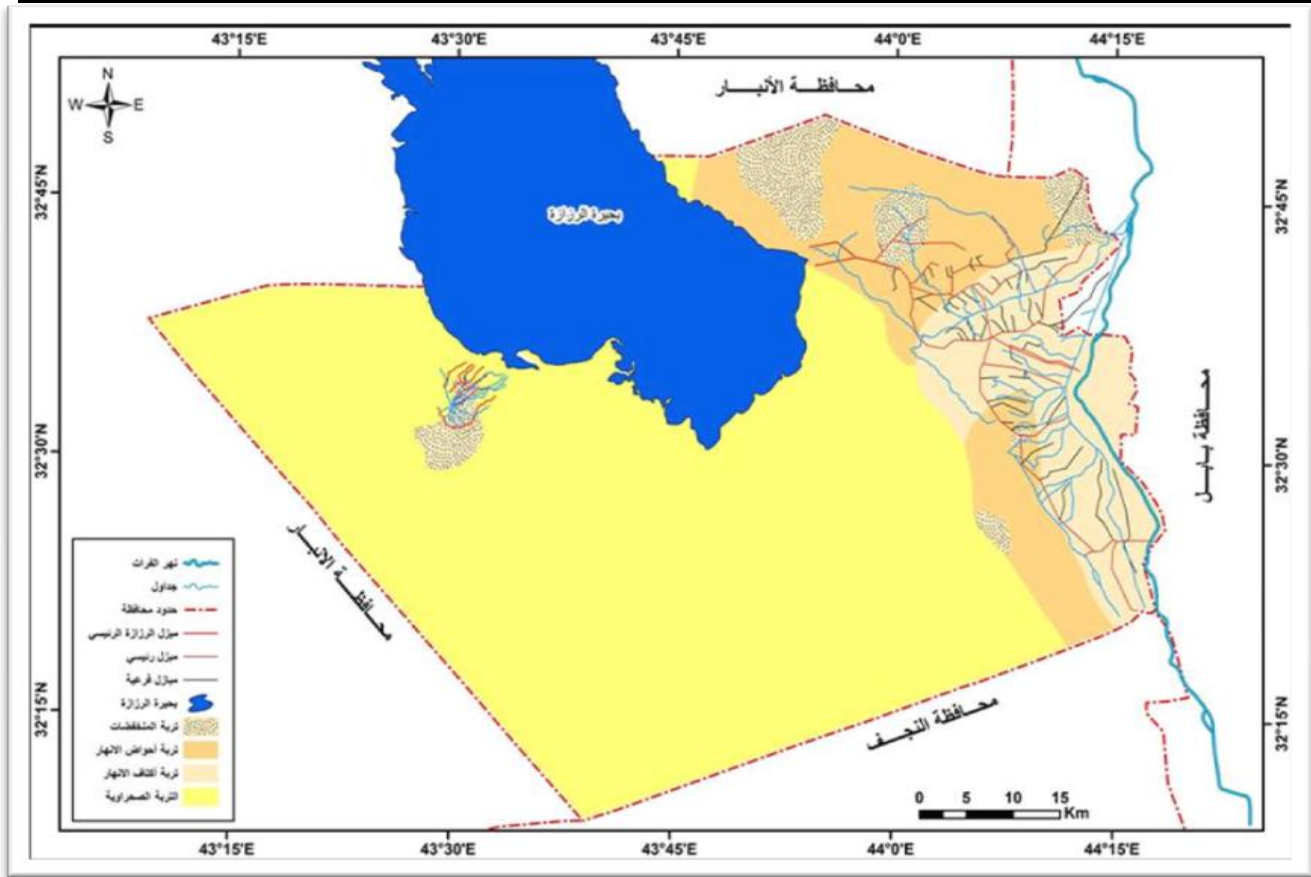 43°15'E 43°30'E 43°45'E 44°0'E 44°15'E
N
W E
S
محافظة الأنبار
32°45'N 32°45'N
بحيرة الرزازة
محافظة بابل
32°30'N 32°30'N
محافظة الانبار
نهر الفرات
جداول
حدود محافظة
مبزل الرزازة الرئيسي
مبزل رئيسي
مبازل فرعية
بحيرة الرزازة
تربة المنخفضات
تربة أحواض الانهار
تربة أكتاف الانهار
التربة الصحراوية
32°15'N 32°15'N
محافظة النجف
0 5 10 15
Km
43°15'E 43°30'E 43°45'E 44°0'E 44°15'E